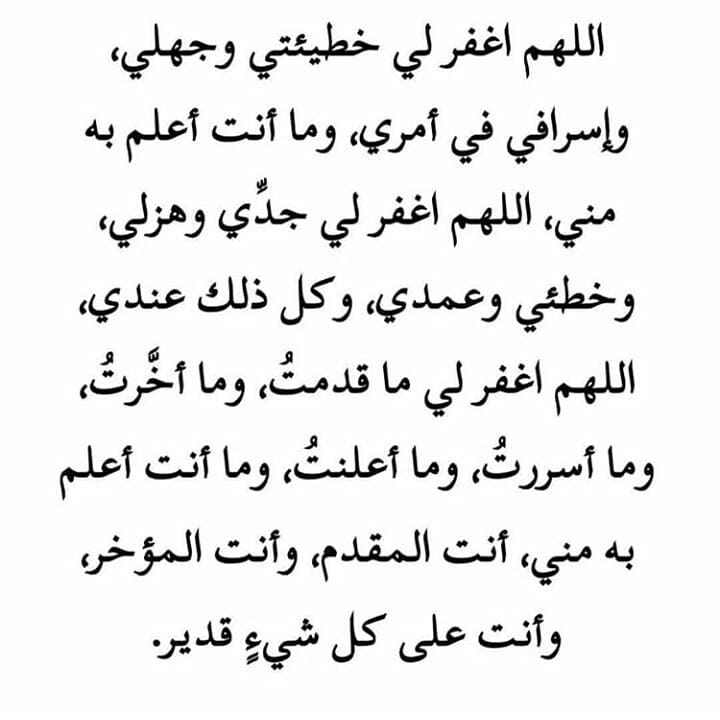 اللهم اغفر لي خطيئتي وجهلي،
وإسرافي في أمري، وما أنت أعلم به
مني، اللهم اغفر لي جدِّي وهزلي،
وخطئي وعمدي، وكل ذلك عندي،
اللهم اغفر لي ما قدمتُ، وما أخَّرتُ،
وما أسررتُ، وما أعلنتُ، وما أنت أعلم
به مني، أنت المقدم، وأنت المؤخر،
وأنت على كل شيءٍ قدير.